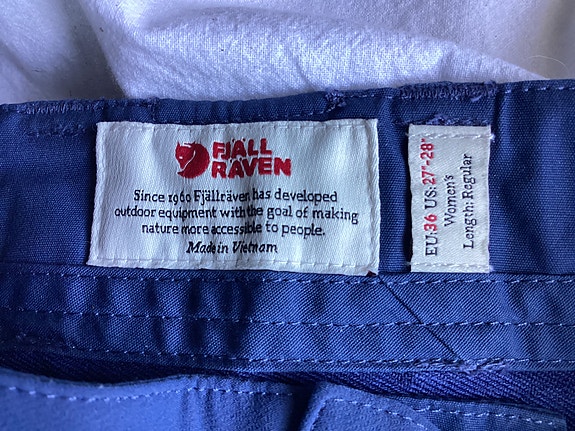 FJÄLL
RÄVEN
Since 1960 Fjällräven has developed
outdoor equipment with the goal of making
nature more accessible to people.
Made in Vietnam
EU:36 US:27"-28"
Women's
Length: Regular